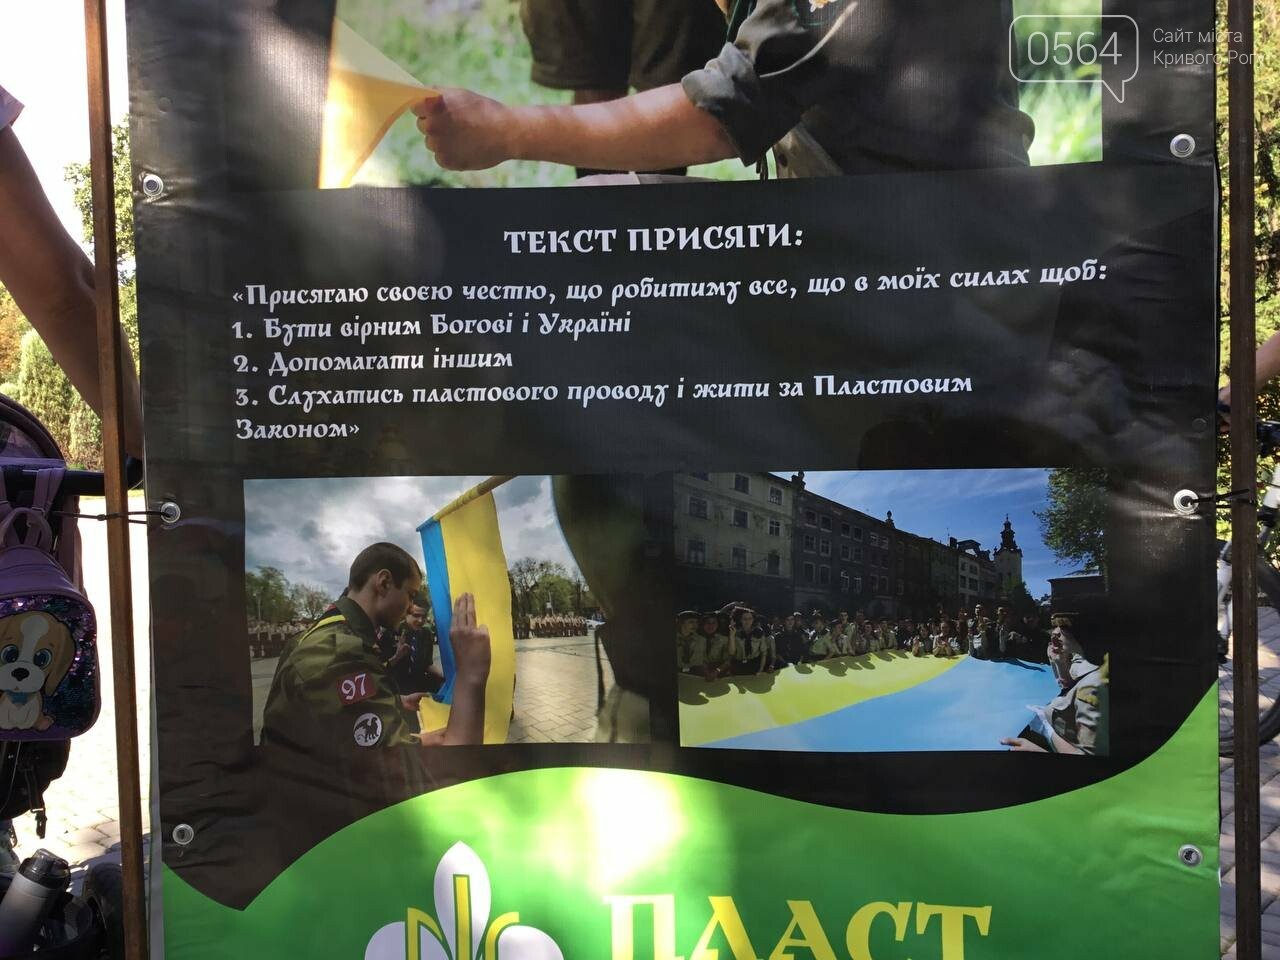 0564
Сайт міста
Кривого Рогу
ТЕКСТ ПРИСЯГИ:
«Присягаю своєю честю, що робитиму все, що в моїх силах щоб:
1. Бути вірним Богові і Україні
2. Допомагати іншим
3. Слухатись пластового проводу і жити за Пластовим
Законом»
97
ПЛАСТ